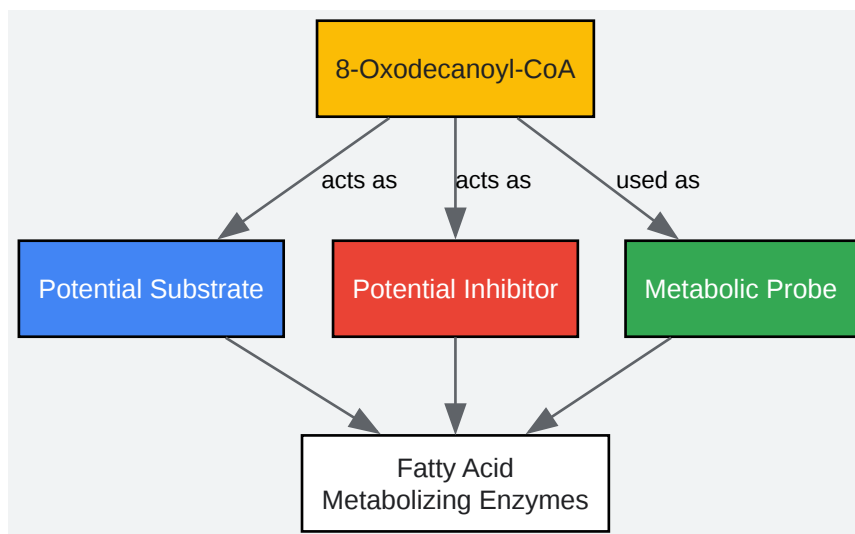 8-Oxodecanoyl-CoA
acts as
acts as
used as
Potential Substrate
Potential Inhibitor
Metabolic Probe
Fatty Acid
Metabolizing Enzymes